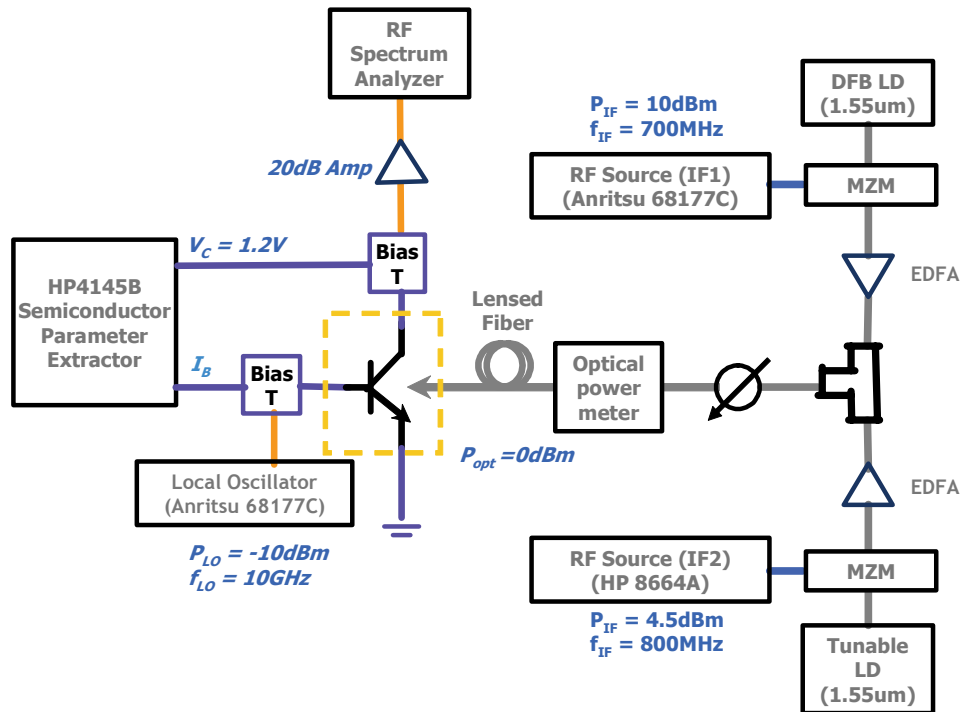 RF
Spectrum
Analyzer
20dB Amp
V_C = 1.2V
Bias
T
HP4145B
Semiconductor
Parameter
Extractor
I_B
Bias
T
Local Oscillator
(Anritsu 68177C)
P_LO = -10dBm
f_LO = 10GHz
Lensed
Fiber
P_opt =0dBm
Optical
power
meter
DFB LD
(1.55um)
P_IF = 10dBm
f_IF = 700MHz
RF Source (IF1)
(Anritsu 68177C)
MZM
EDFA
EDFA
RF Source (IF2)
(HP 8664A)
MZM
P_IF = 4.5dBm
f_IF = 800MHz
Tunable
LD
(1.55um)